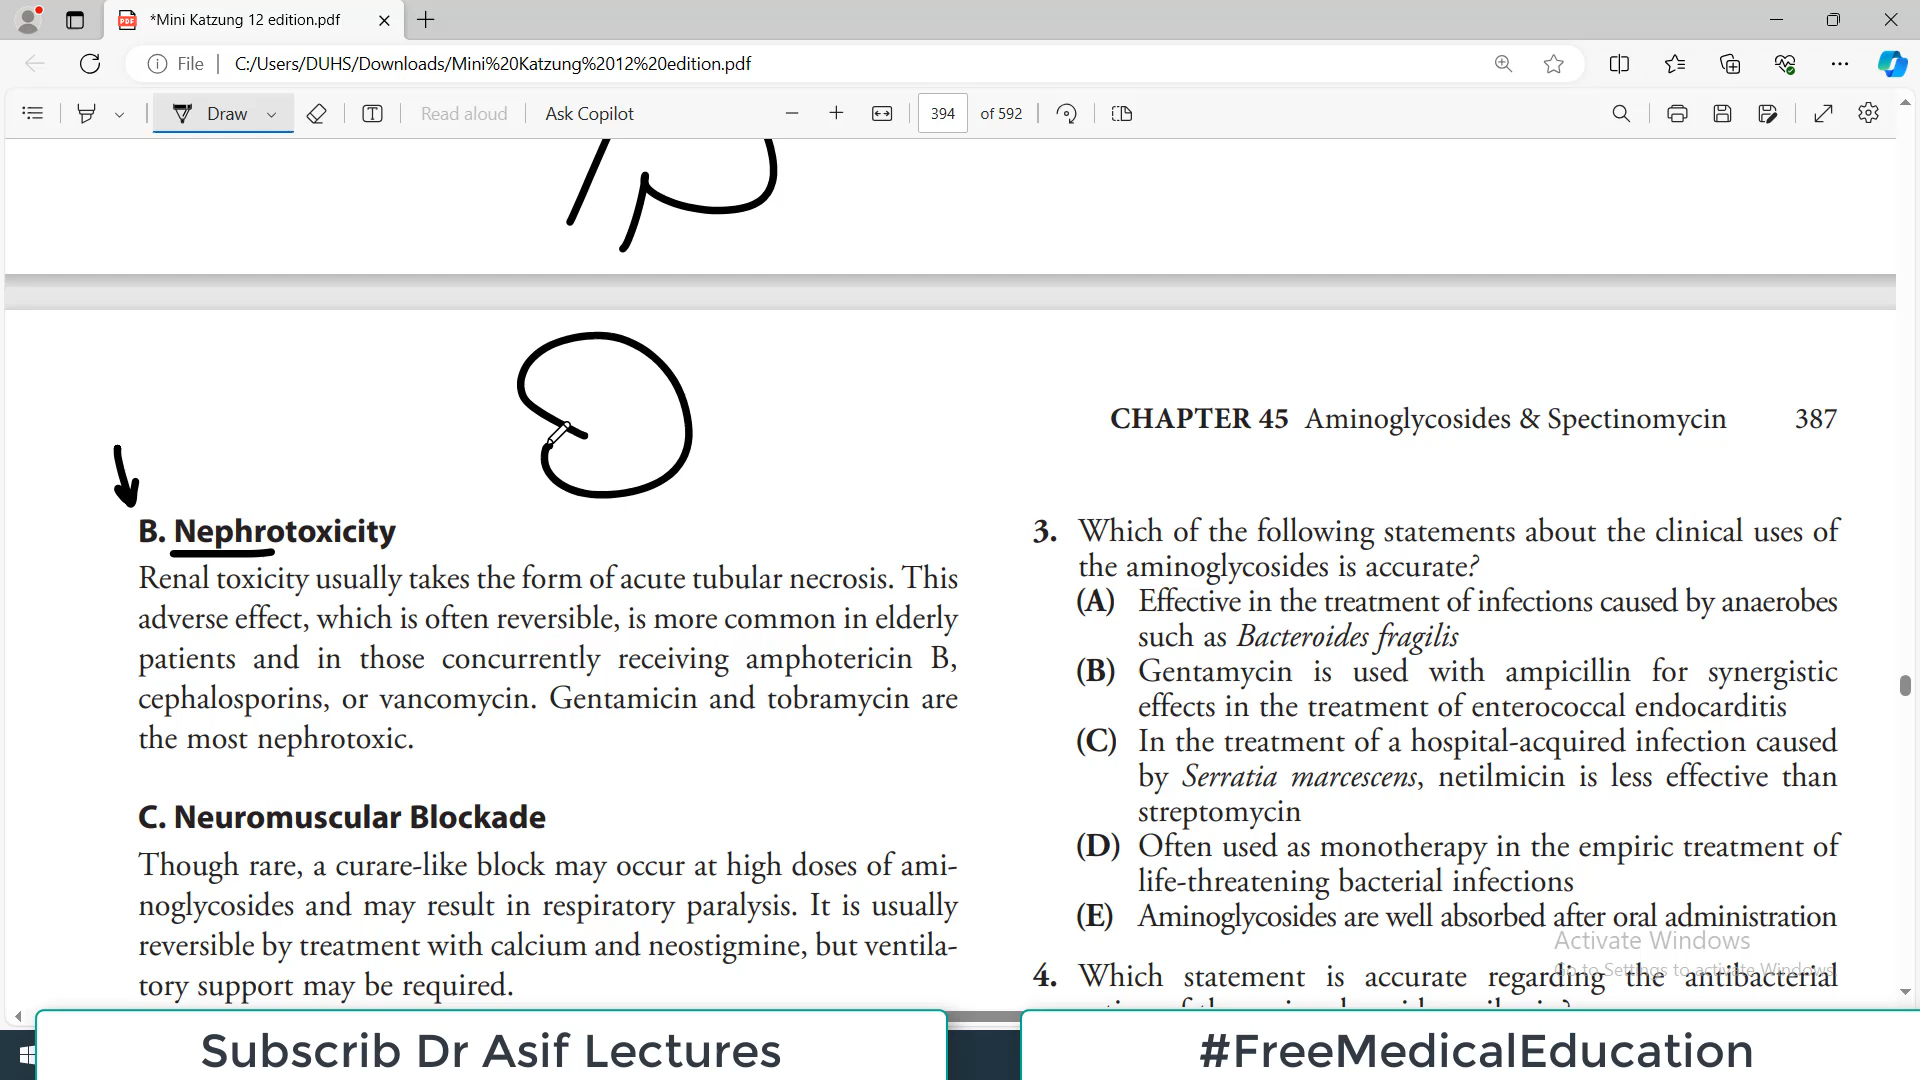 *Mini Katzung 12 edition.pdf
File
C:/Users/DUHS/Downloads/Mini%20Katzung%2012%20edition.pdf
Draw
Read aloud
Ask Copilot
394 of 592
CHAPTER 45 Aminoglycosides & Spectinomycin 387
B. Nephrotoxicity
Renal toxicity usually takes the form of acute tubular necrosis. This
adverse effect, which is often reversible, is more common in elderly
patients and in those concurrently receiving amphotericin B,
cephalosporins, or vancomycin. Gentamicin and tobramycin are
the most nephrotoxic.
C. Neuromuscular Blockade
Though rare, a curare-like block may occur at high doses of ami-
noglycosides and may result in respiratory paralysis. It is usually
reversible by treatment with calcium and neostigmine, but ventila-
tory support may be required.
3. Which of the following statements about the clinical uses of
the aminoglycosides is accurate?
(A) Effective in the treatment of infections caused by anaerobes
such as Bacteroides fragilis
(B) Gentamycin is used with ampicillin for synergistic
effects in the treatment of enterococcal endocarditis
(C) In the treatment of a hospital-acquired infection caused
by Serratia marcescens, netilmicin is less effective than
streptomycin
(D) Often used as monotherapy in the empiric treatment of
life-threatening bacterial infections
(E) Aminoglycosides are well absorbed after oral administration
Activate Windows
Go to Settings to activate Windows.
4. Which statement is accurate regarding the antibacterial
Subscrib Dr Asif Lectures
#FreeMedicalEducation